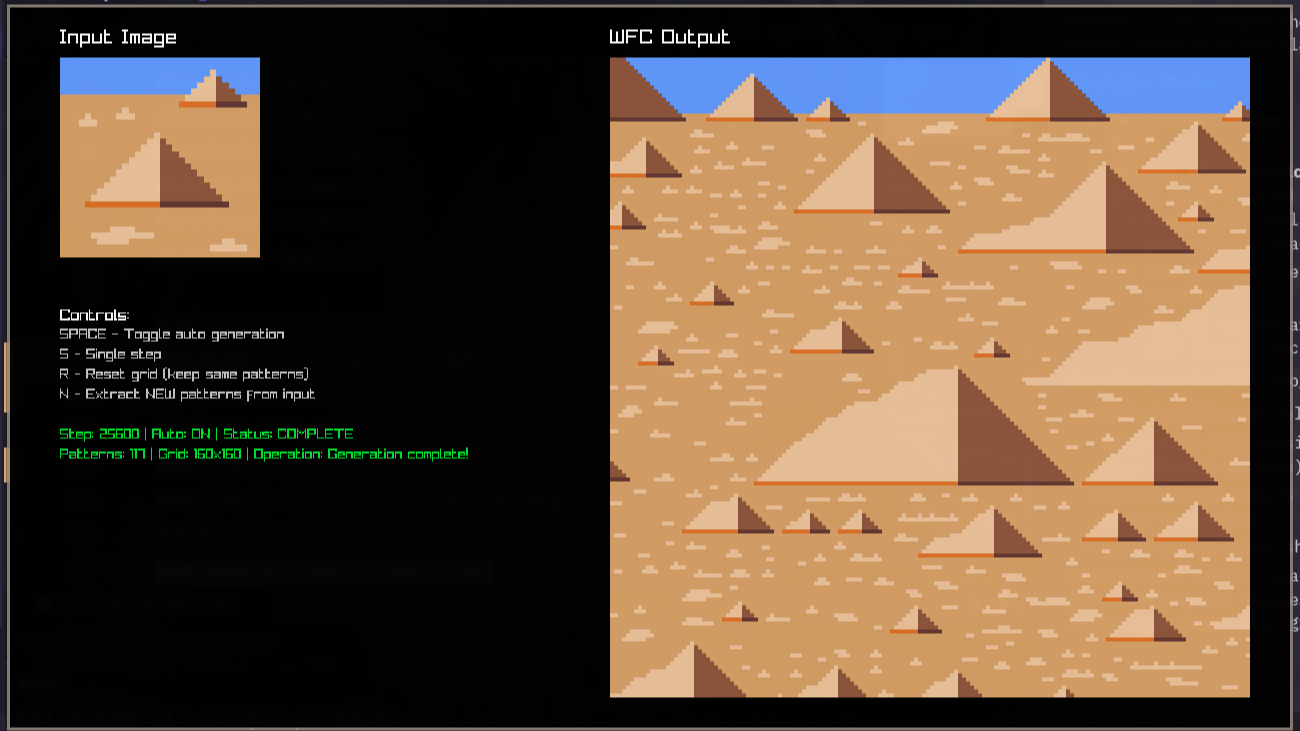 Input Image
WFC Output
Controls:
SPACE - Toggle auto generation
S - Single step
R - Reset grid (keep same patterns)
N - Extract NEW patterns from input
Step: 25600 | Auto: ON | Status: COMPLETE
Patterns: 117 | Grid: 160x160 | Operation: Generation complete!